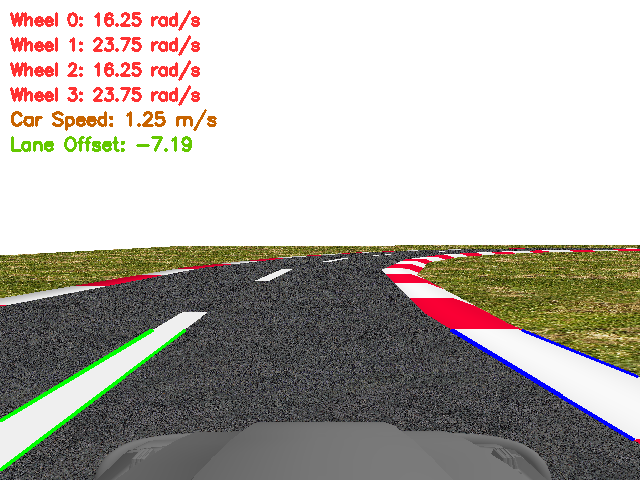 Wheel 0: 16.25 rad/s
Wheel 1: 23.75 rad/s
Wheel 2: 16.25 rad/s
Wheel 3: 23.75 rad/s
Car Speed: 1.25 m/s
Lane Offset: -7.19